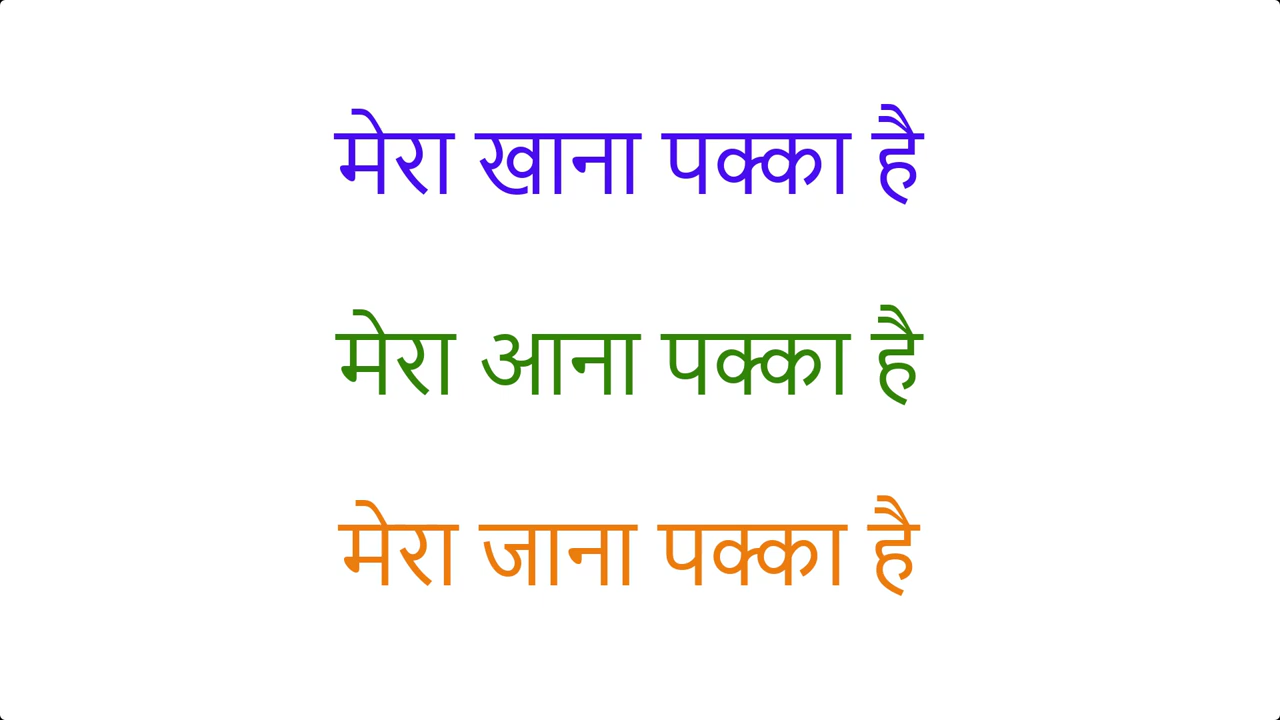 मेरा खाना पक्का है
मेरा आना पक्का है
मेरा जाना पक्का है